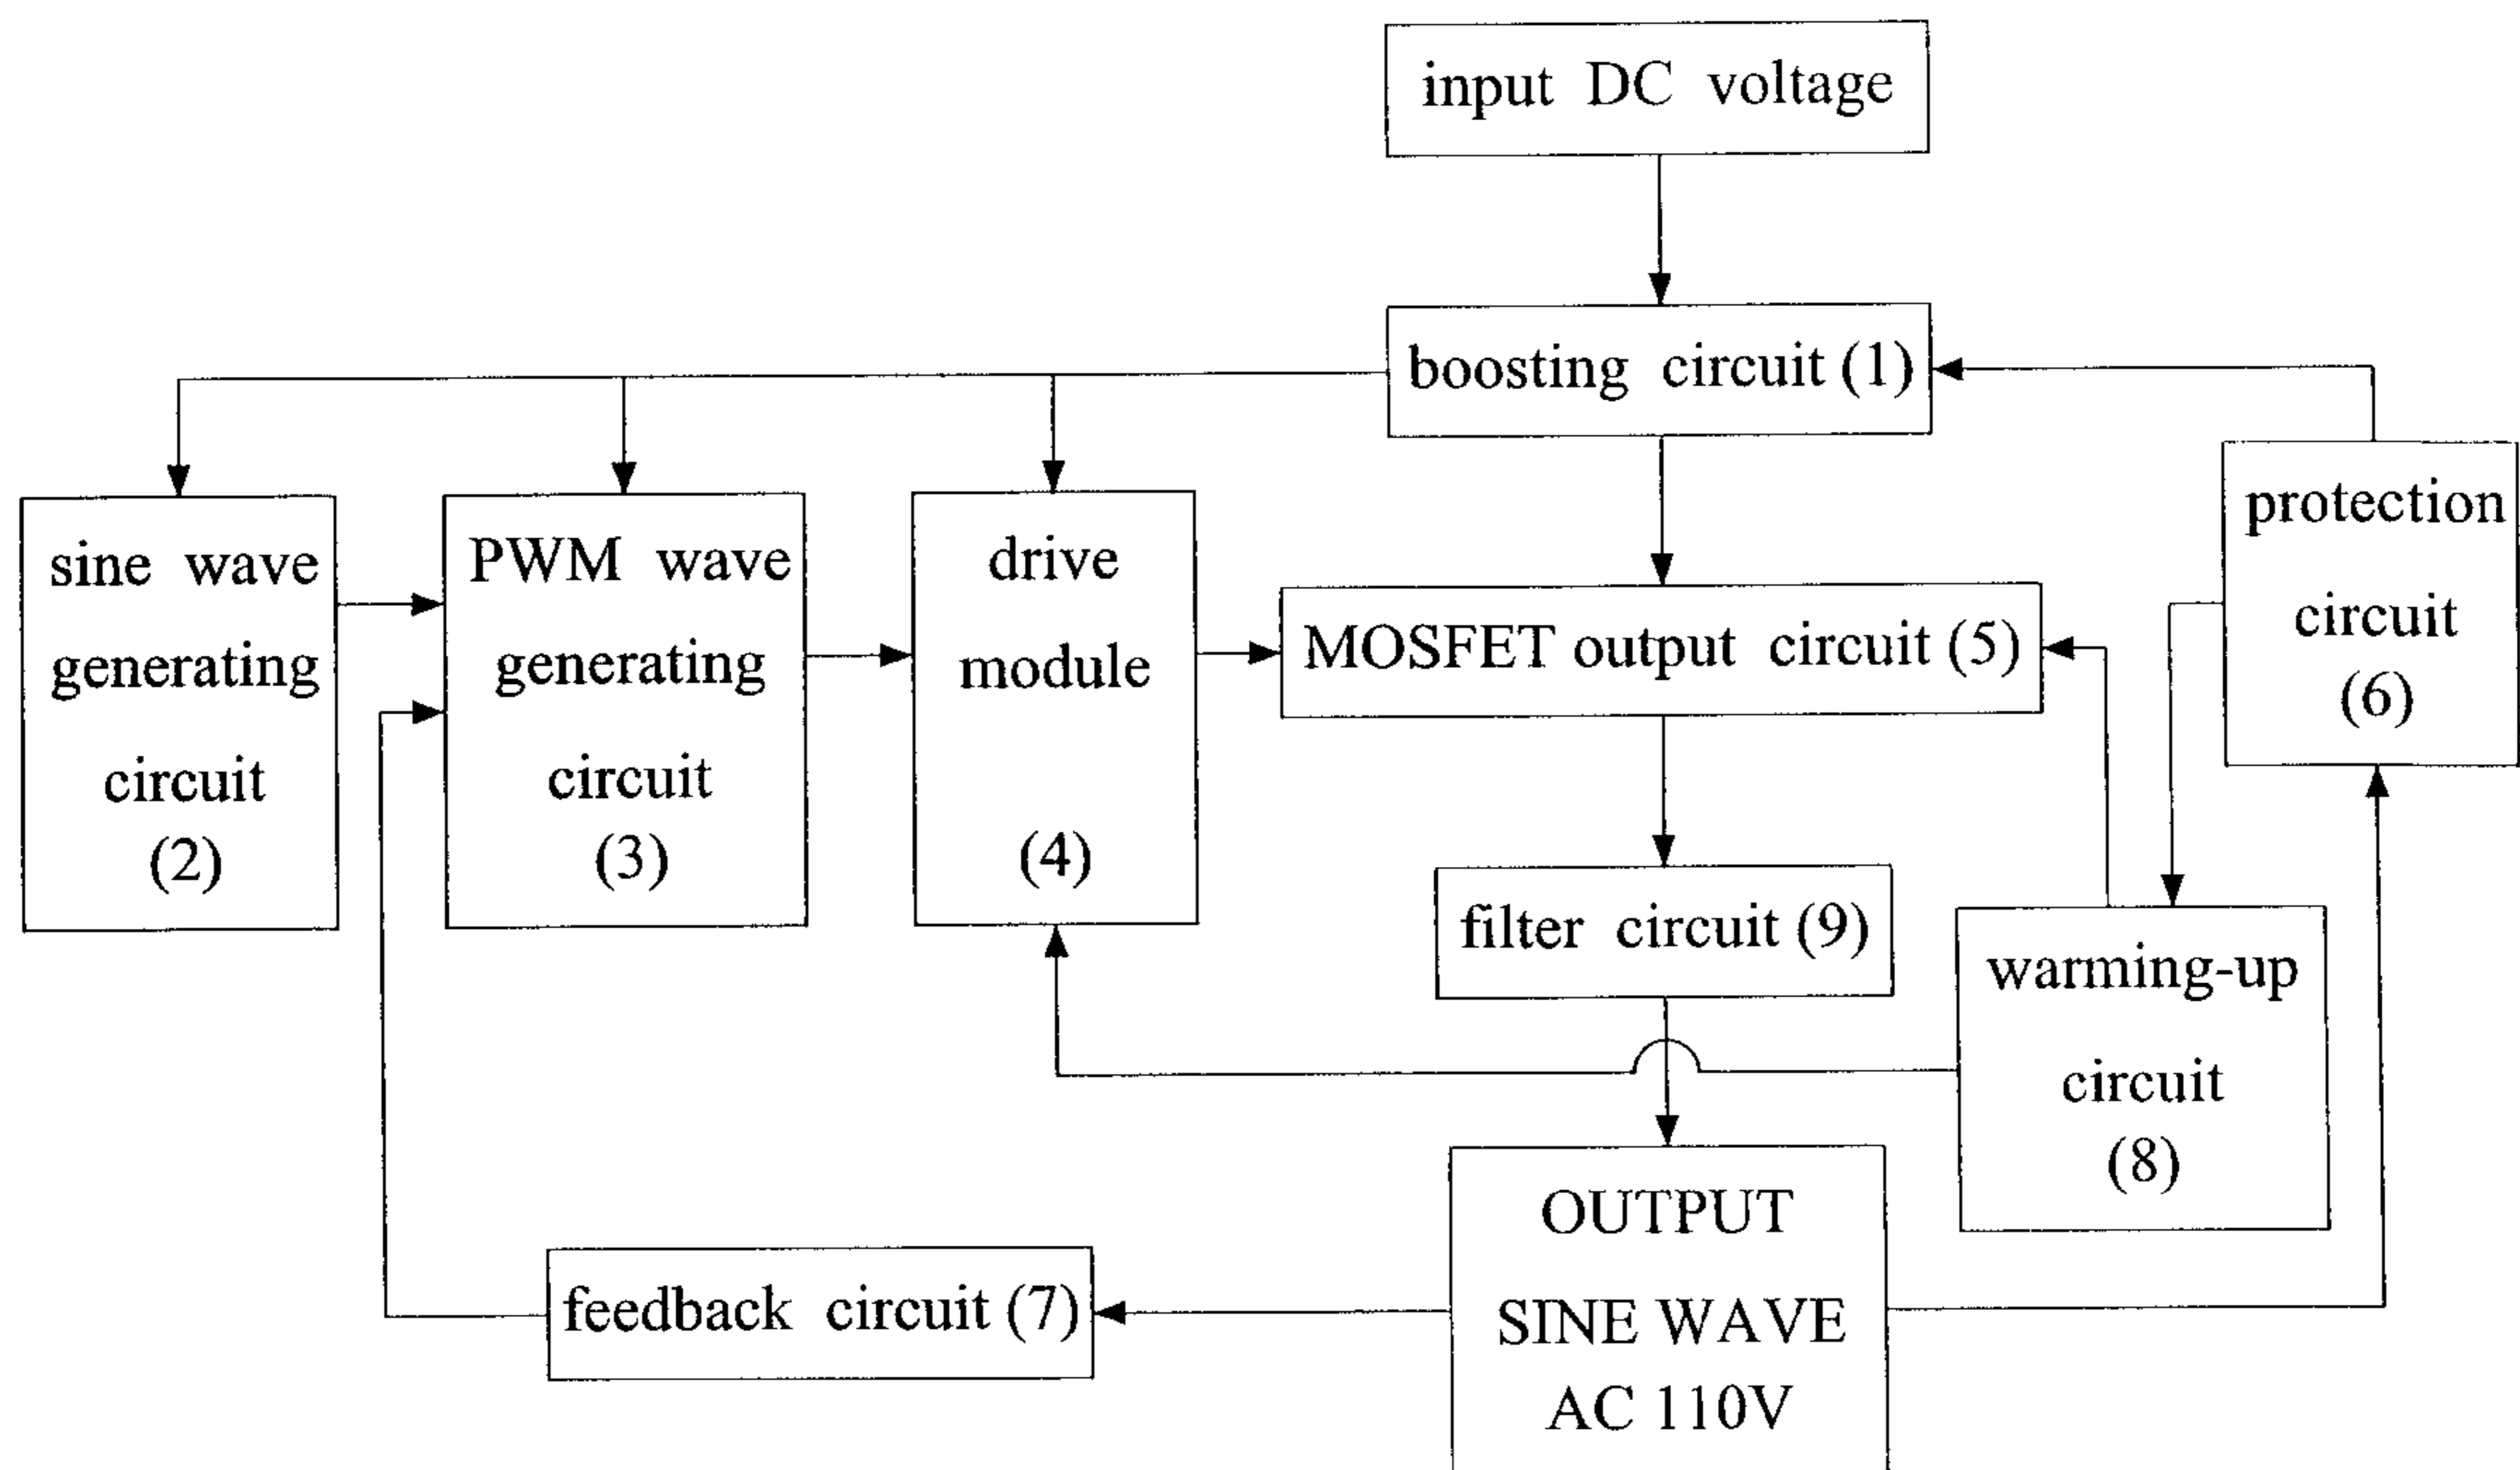 input DC voltage
boosting circuit (1)
sine wave
generating
circuit
(2)
PWM wave
generating
circuit
(3)
drive
module
(4)
MOSFET output circuit (5)
protection
circuit
(6)
filter circuit (9)
warming-up
circuit
(8)
feedback circuit (7)
OUTPUT
SINE WAVE
AC 110V